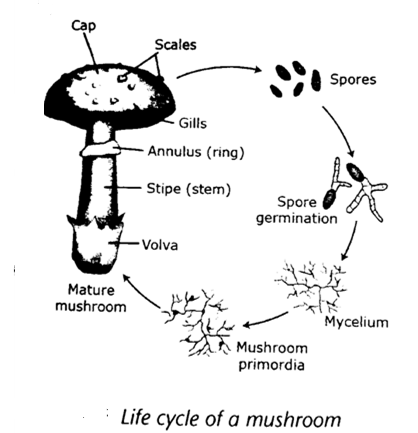 Cap
Scales
Spores
Gills
Annulus (ring)
Stipe (stem)
Spore
germination
Volva
Mature
mushroom
Mycelium
Mushroom
primordia
Life cycle of a mushroom